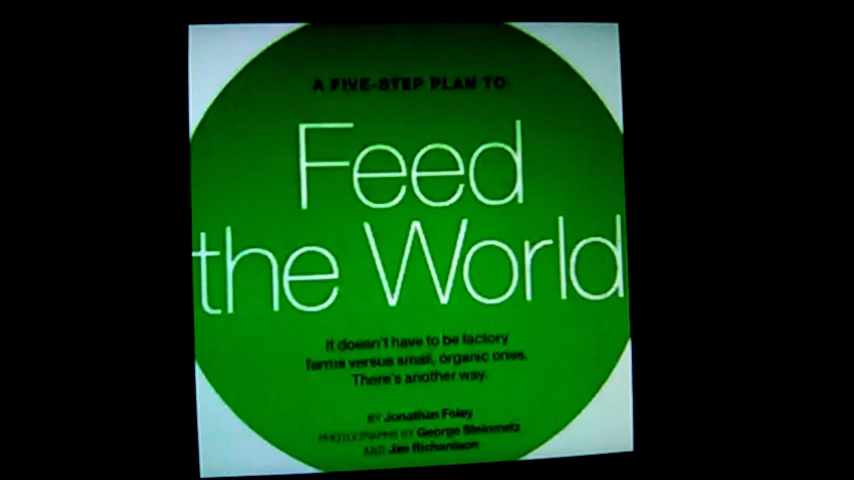 A FIVE-STEP PLAN TO:
Feed
the World
It doesn't have to be factory
farms versus small, organic ones.
There's another way.
BY Jonathan Foley
PHOTOGRAPHS BY George Steinmetz
AND Jim Richardson